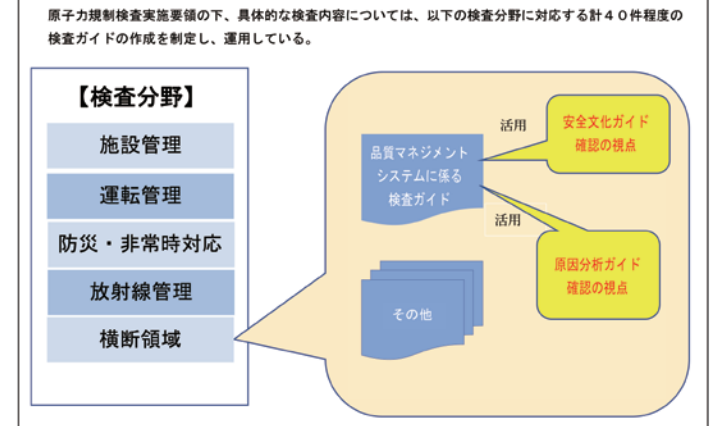 原子力規制検査実施要領の下、具体的な検査内容については、以下の検査分野に対応する計４０件程度の
検査ガイドの作成を制定し、運用している。
【検査分野】
施設管理
運転管理
防災・非常時対応
放射線管理
横断領域
品質マネジメント
システムに係る
検査ガイド
活用
安全文化ガイド
確認の視点
活用
原因分析ガイド
確認の視点
その他